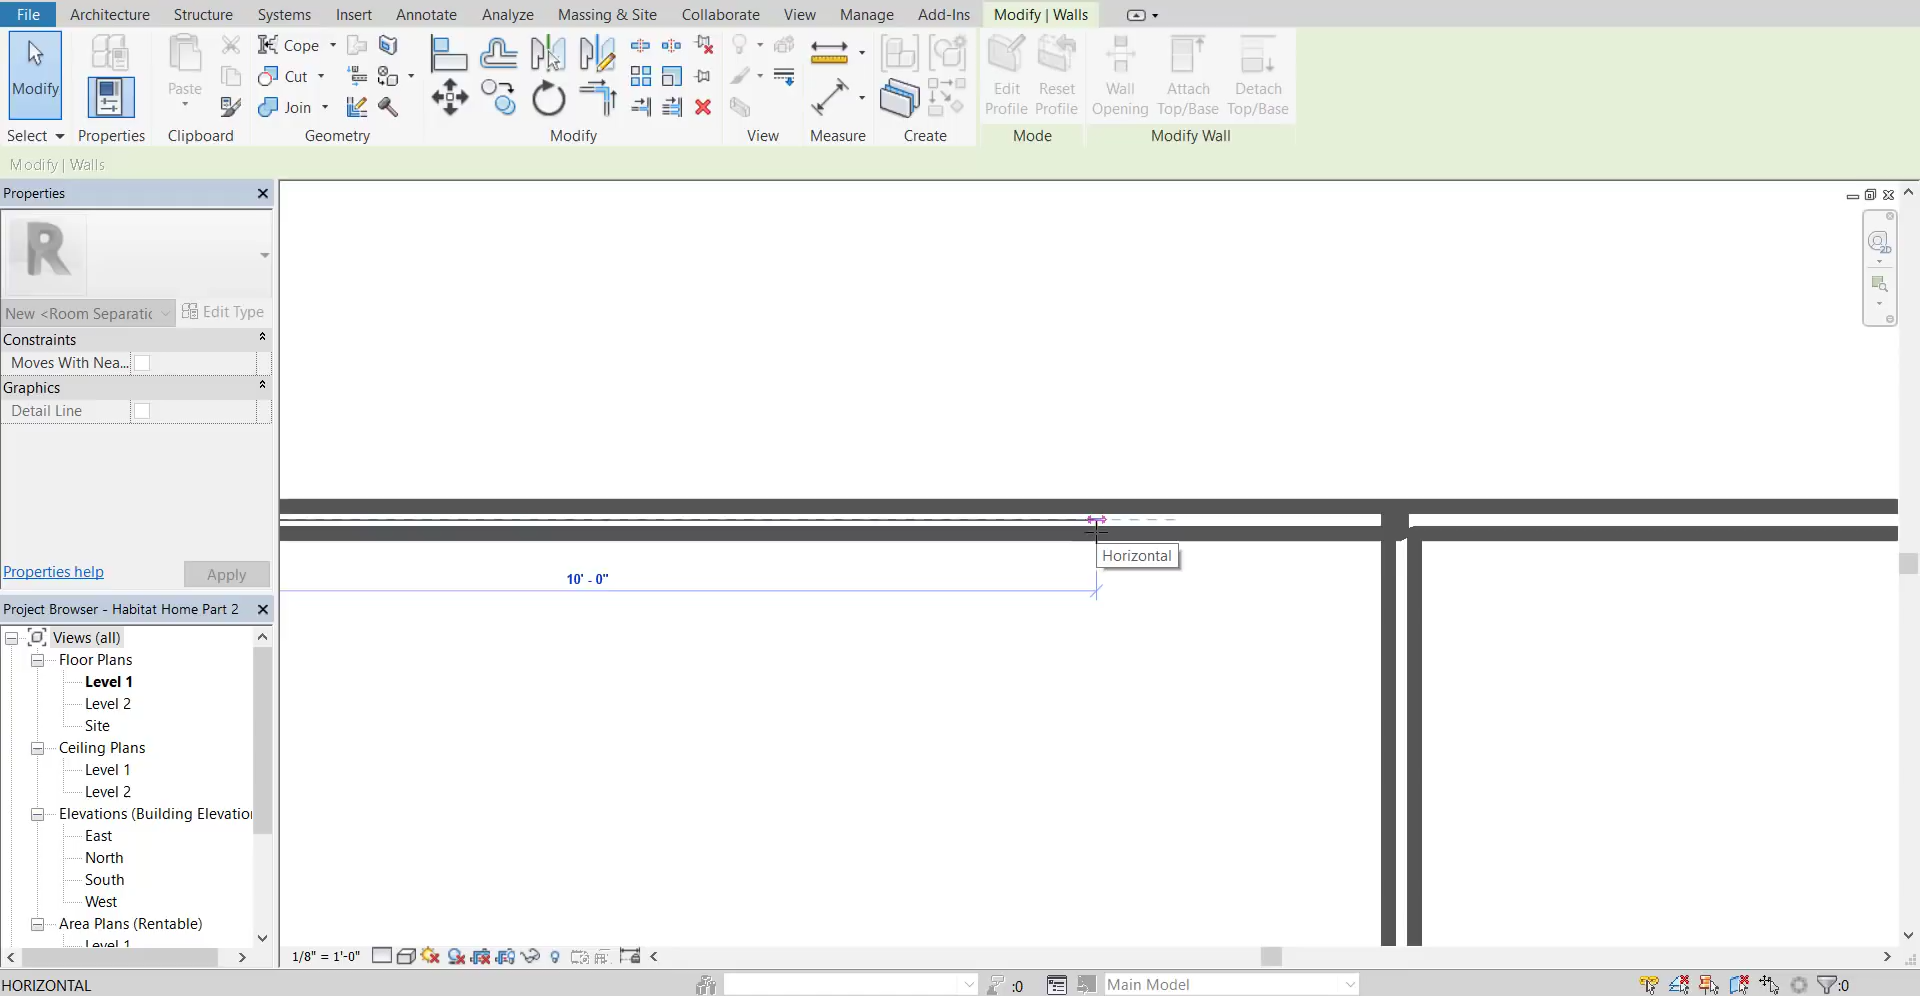 File Architecture Structure Systems Insert Annotate Analyze Massing & Site Collaborate View Manage Add-Ins Modify | Walls
Modify Paste Cope Cut Join Edit Profile Reset Profile Wall Opening Attach Top/Base Detach Top/Base
Select Properties Clipboard Geometry Modify View Measure Create Mode Modify Wall
Modify | Walls
Properties
R
New <Room Separatic Edit Type
Constraints
Moves With Nea...
Graphics
Detail Line
Properties help Apply
Project Browser - Habitat Home Part 2
Views (all)
Floor Plans
Level 1
Level 2
Site
Ceiling Plans
Level 1
Level 2
Elevations (Building Elevation
East
North
South
West
Area Plans (Rentable)
Level 1
2D
Horizontal
10' - 0"
1/8" = 1'-0"
HORIZONTAL :0 Main Model :0